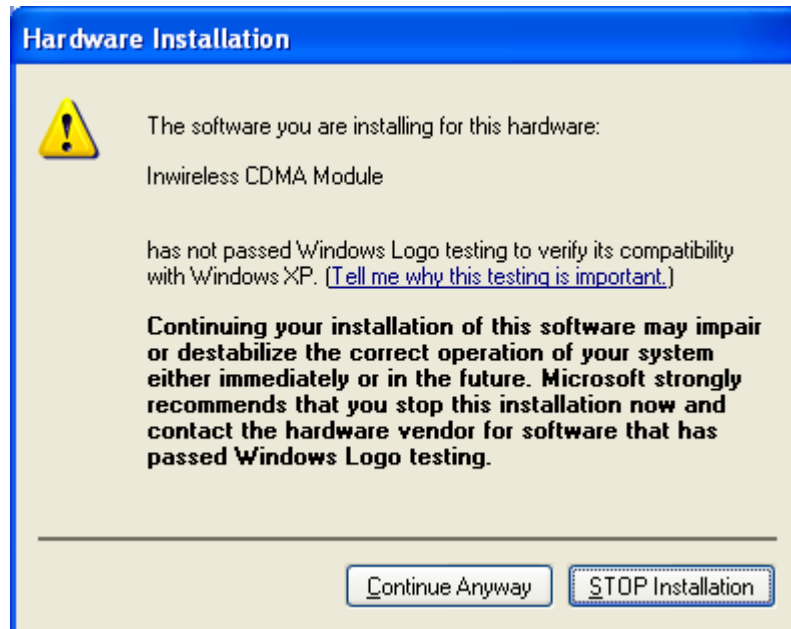 Hardware Installation
The software you are installing for this hardware:
Inwireless CDMA Module
has not passed Windows Logo testing to verify its compatibility
with Windows XP. (Tell me why this testing is important.)
Continuing your installation of this software may impair
or destabilize the correct operation of your system
either immediately or in the future. Microsoft strongly
recommends that you stop this installation now and
contact the hardware vendor for software that has
passed Windows Logo testing.
Continue Anyway
STOP Installation